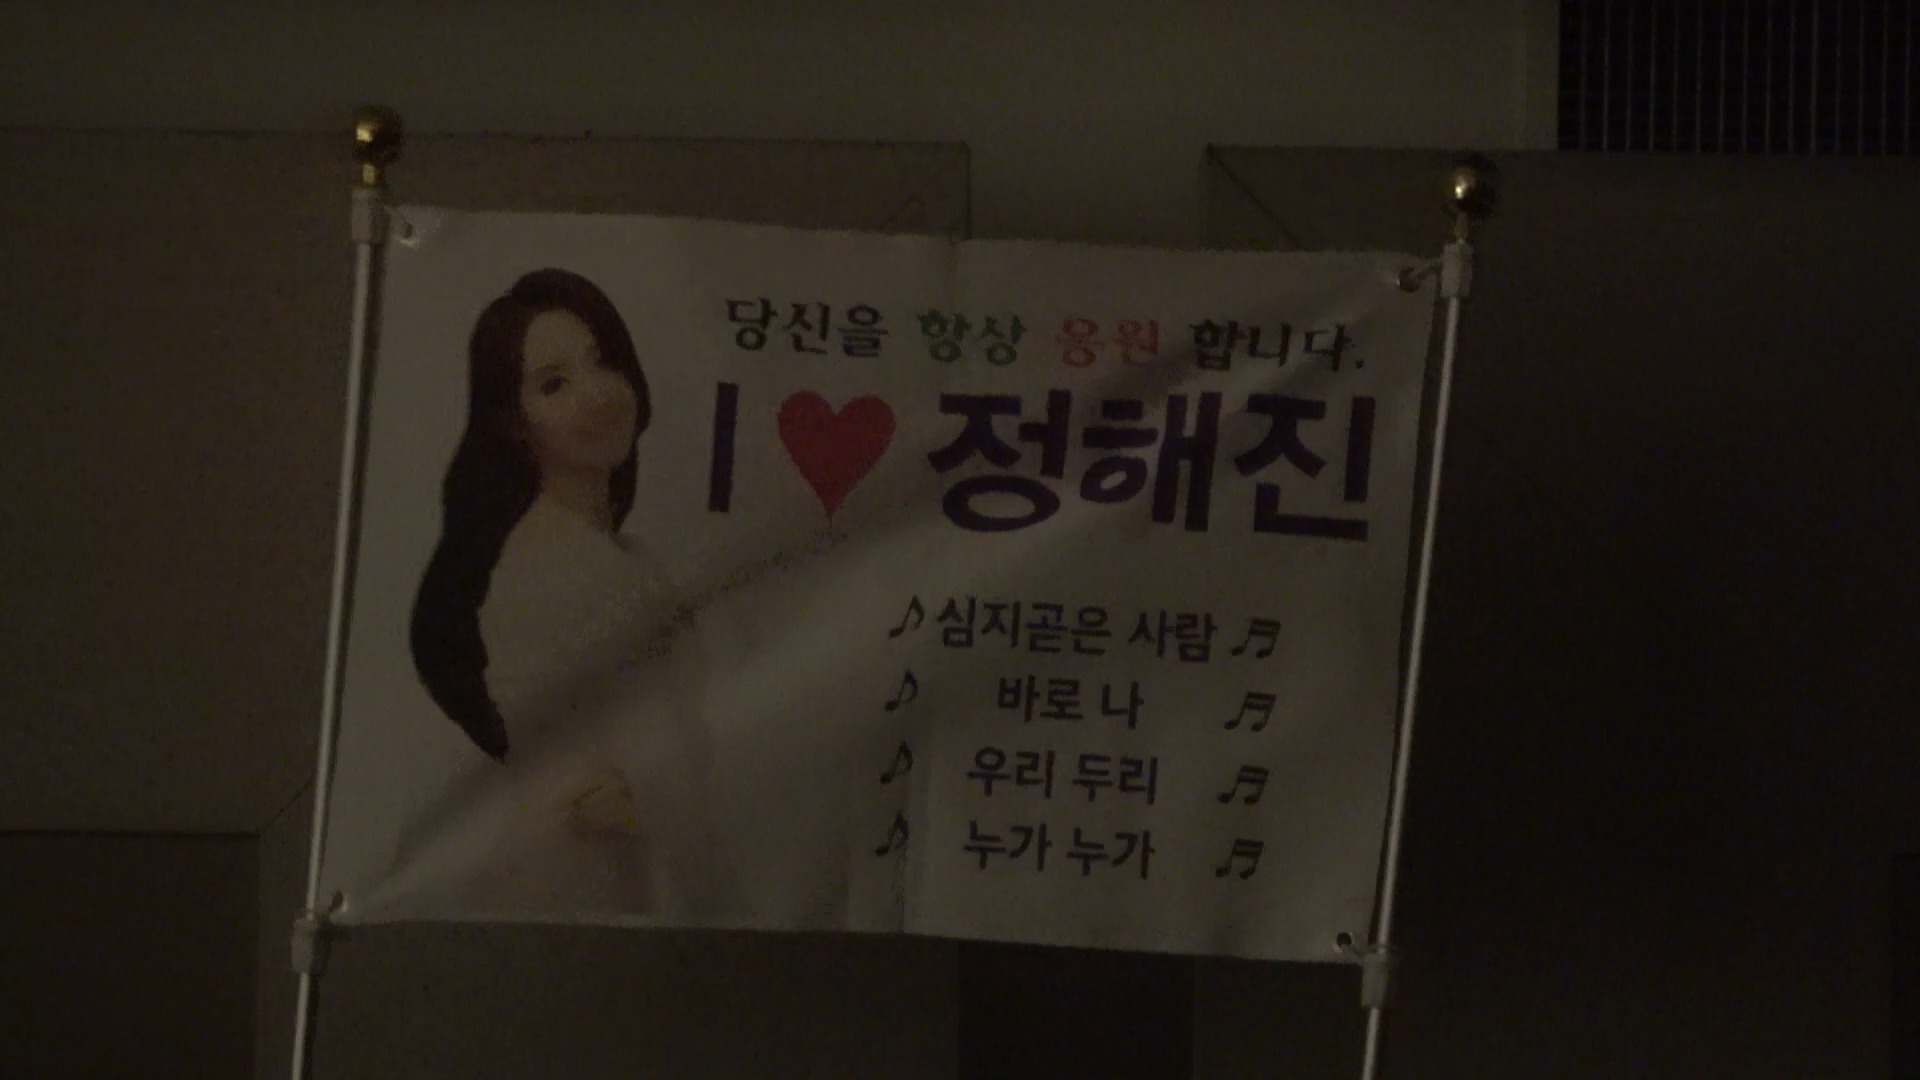 당신을 항상 응원 합니다.
I ♥ 정해진
♪ 심지곧은 사람 ♬
♪ 바로 나 ♬
♪ 우리 두리 ♬
♪ 누가 누가 ♬